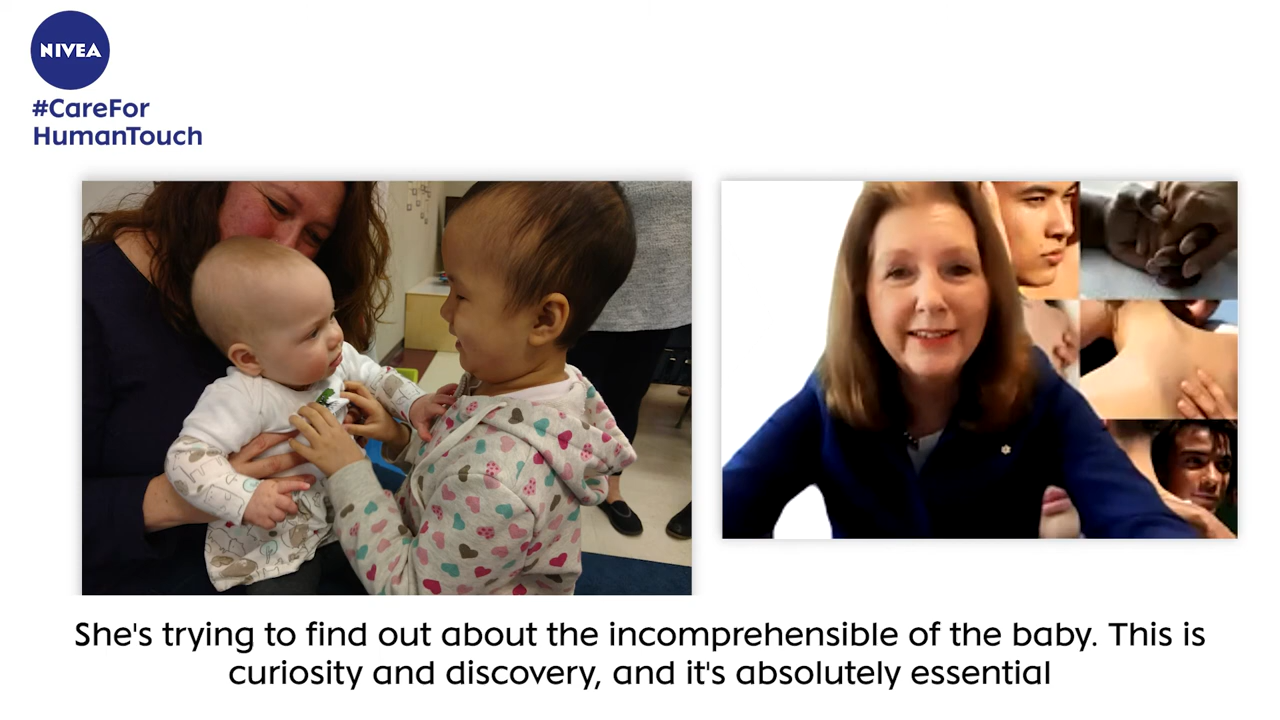 NIVEA
#CareFor
HumanTouch
She's trying to find out about the incomprehensible of the baby. This is
curiosity and discovery, and it's absolutely essential